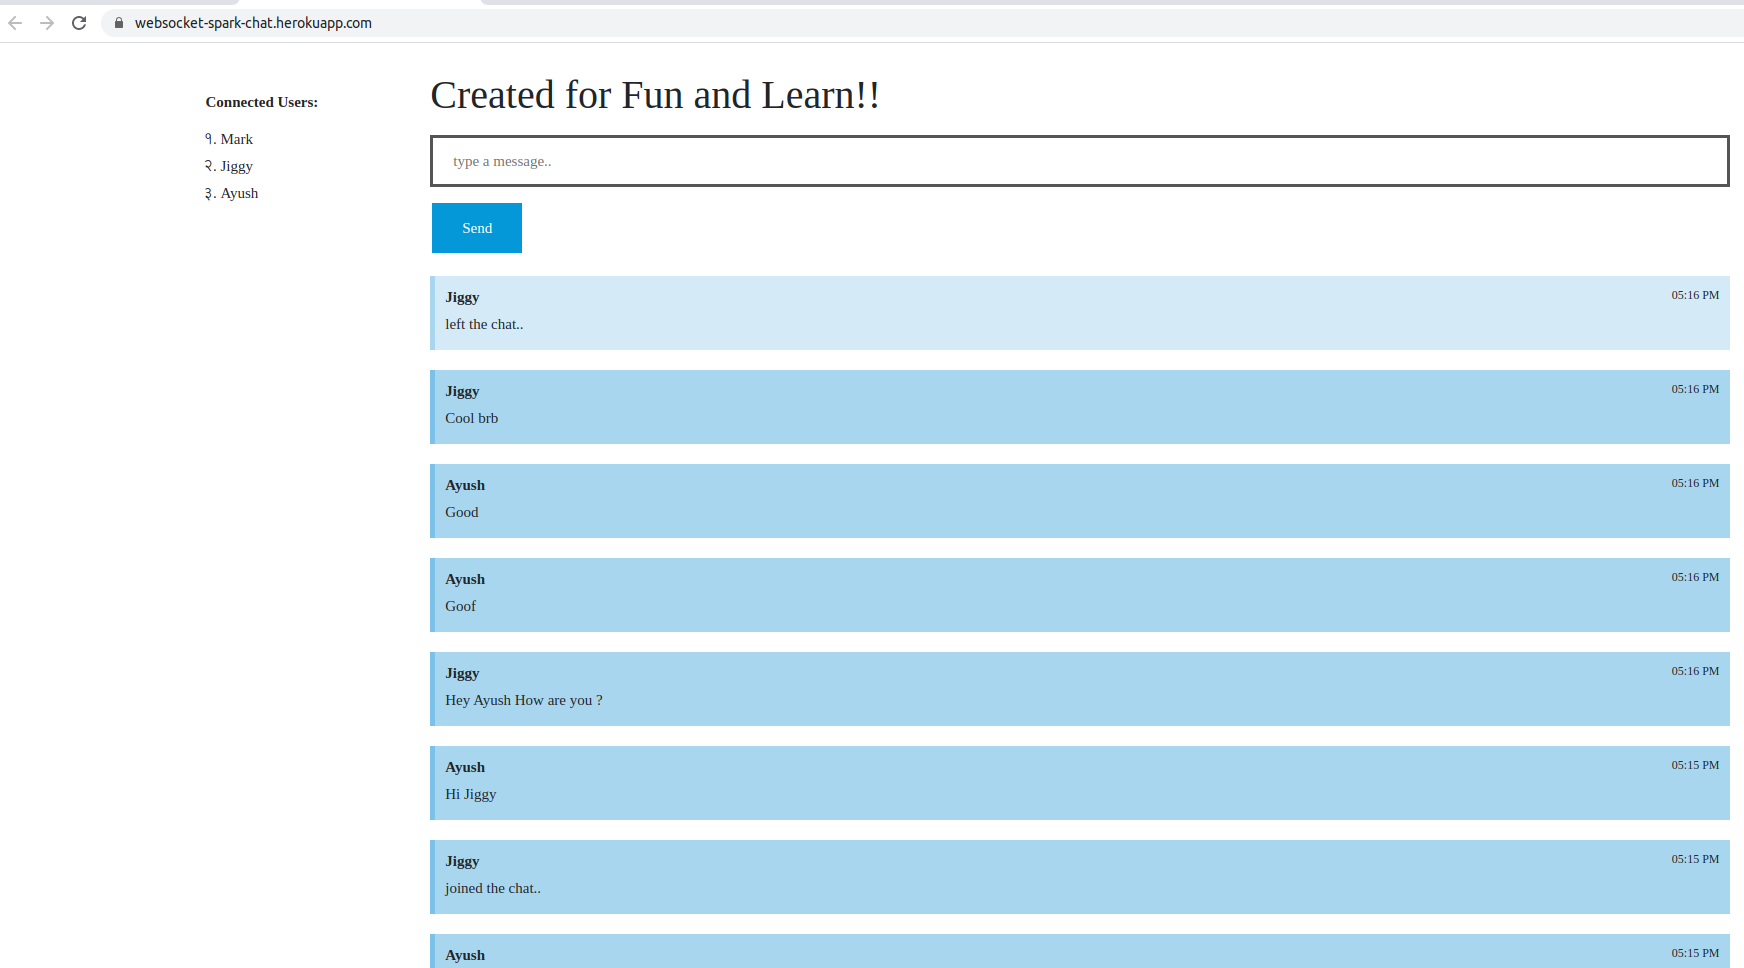 websocket-spark-chat.herokuapp.com
Connected Users:
१. Mark
२. Jiggy
३. Ayush
Created for Fun and Learn!!
type a message..
Send
Jiggy 05:16 PM
left the chat..
Jiggy 05:16 PM
Cool brb
Ayush 05:16 PM
Good
Ayush 05:16 PM
Goof
Jiggy 05:16 PM
Hey Ayush How are you ?
Ayush 05:15 PM
Hi Jiggy
Jiggy 05:15 PM
joined the chat..
Ayush 05:15 PM